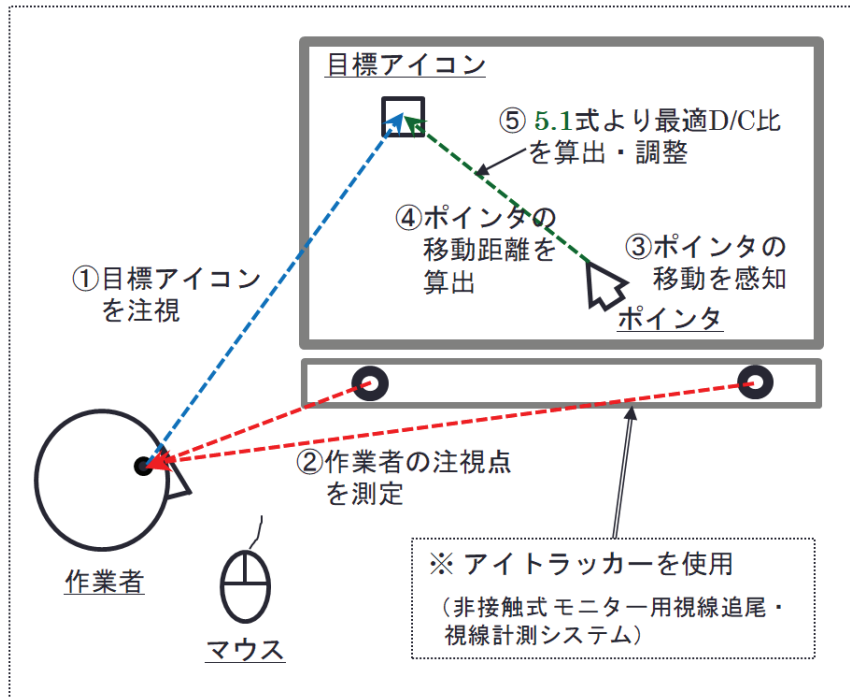 目標アイコン
⑤ 5.1式より最適D/C比
を算出・調整
④ポインタの
移動距離を
算出
③ポインタの
移動を感知
ポインタ
①目標アイコン
を注視
②作業者の注視点
を測定
作業者
マウス
※ アイトラッカーを使用
（非接触式モニター用視線追尾・
視線計測システム）